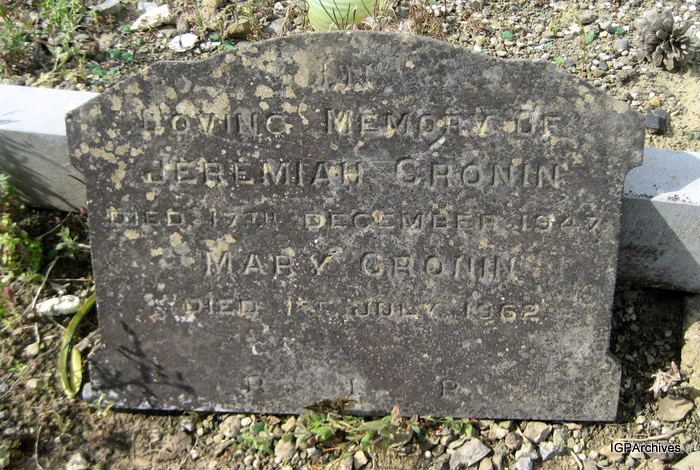 IN
LOVING MEMORY OF
JEREMIAH CRONIN
DIED 17TH DECEMBER 1947
MARY CRONIN
DIED 1ST JULY 1962
R. I. P.
IGPArchives